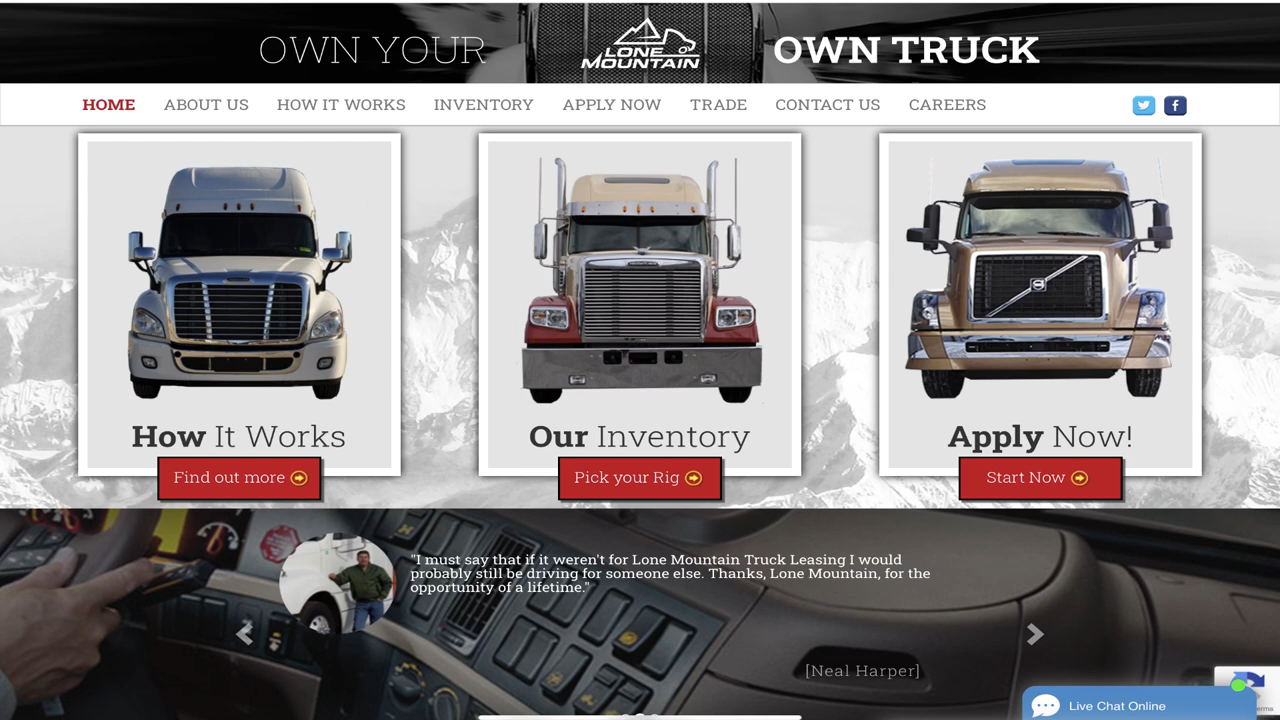 OWN YOUR
LONE
MOUNTAIN
OWN TRUCK
HOME ABOUT US HOW IT WORKS INVENTORY APPLY NOW TRADE CONTACT US CAREERS
How It Works
Find out more
Our Inventory
Pick your Rig
Apply Now!
Start Now
"I must say that if it weren't for Lone Mountain Truck Leasing I would
probably still be driving for someone else. Thanks, Lone Mountain, for the
opportunity of a lifetime."
[Neal Harper]
Live Chat Online